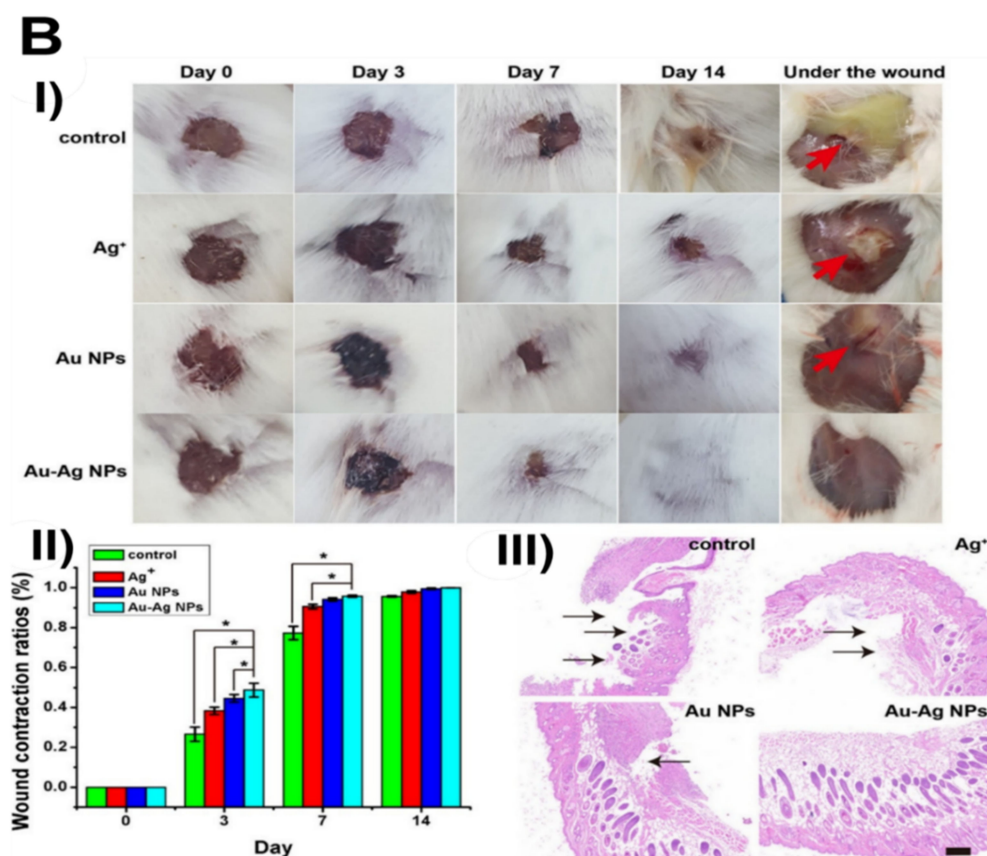 B
I)
Day 0 Day 3 Day 7 Day 14 Under the wound
control
Ag⁺
Au NPs
Au-Ag NPs
II)
control
Ag⁺
Au NPs
Au-Ag NPs
Wound contraction ratios (%)
1.0
0.8
0.6
0.4
0.2
0.0
* * *
* *
0 3 7 14
Day
III)
control
Ag⁺
Au NPs
Au-Ag NPs